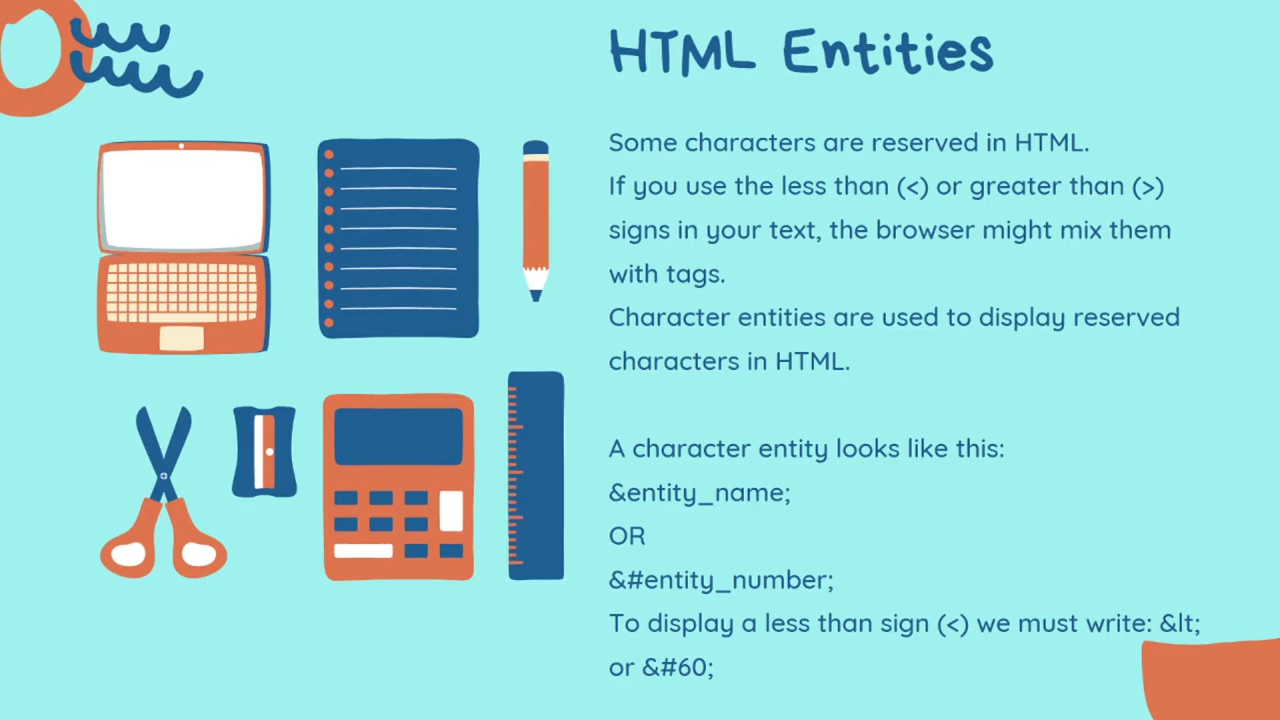 HTML Entities
Some characters are reserved in HTML.
If you use the less than (<) or greater than (>)
signs in your text, the browser might mix them
with tags.
Character entities are used to display reserved
characters in HTML.
A character entity looks like this:
&entity_name;
OR
&#entity_number;
To display a less than sign (<) we must write: &lt;
or &#60;